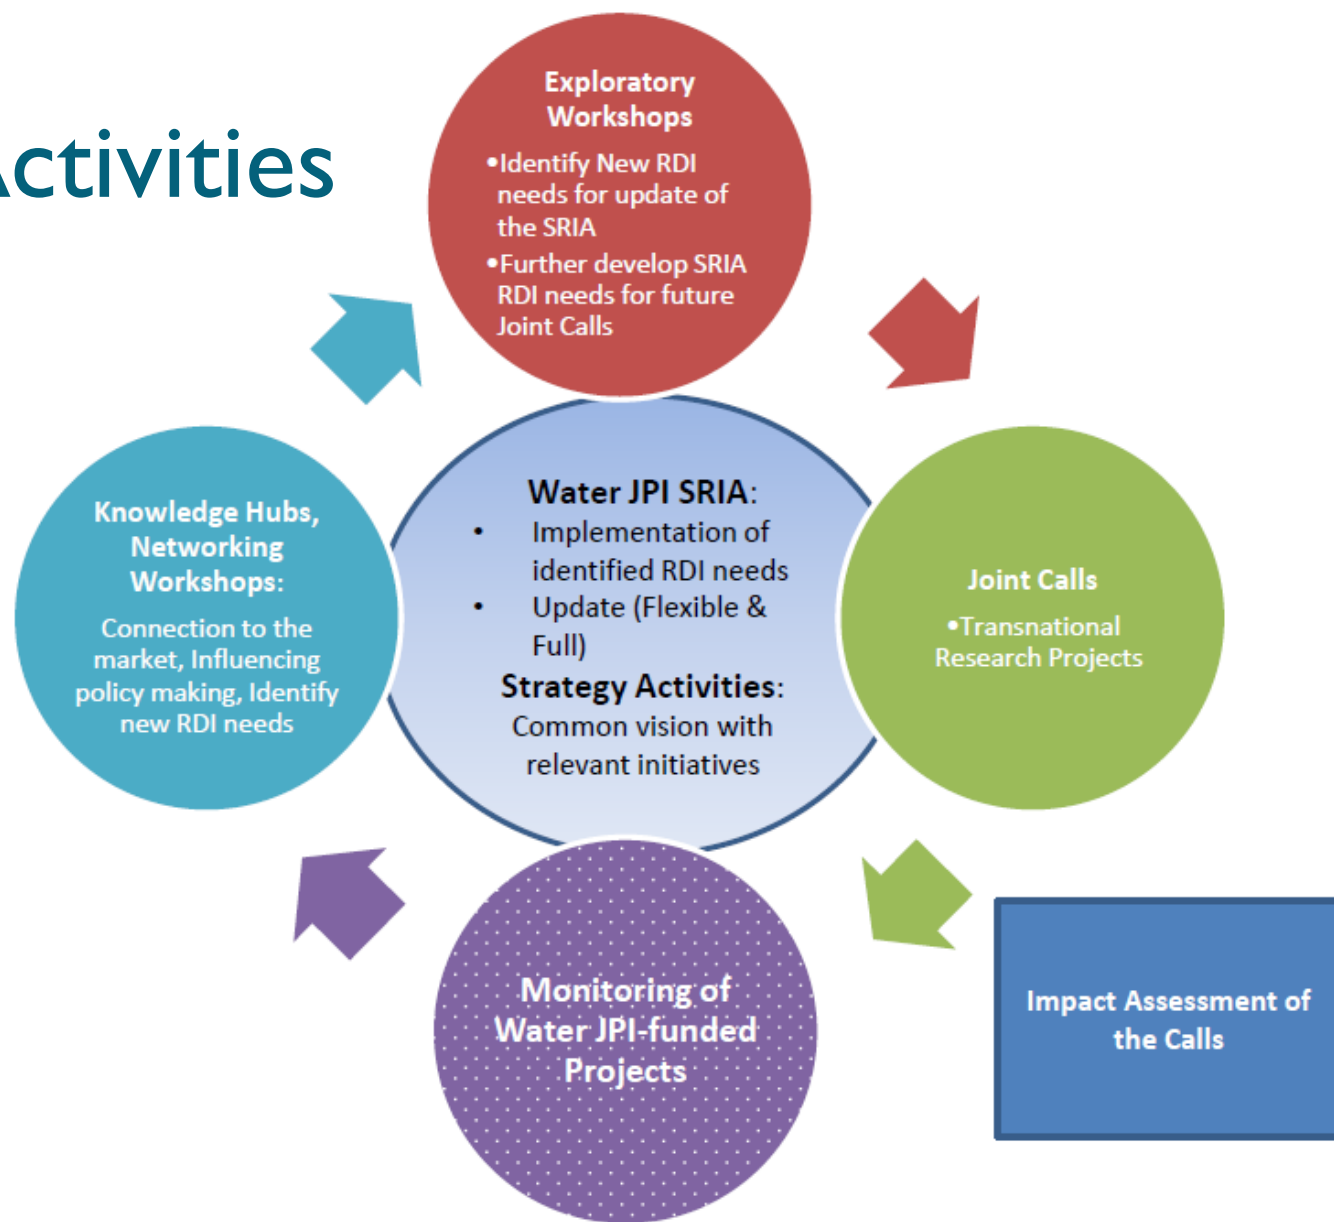 Activities
Exploratory
Workshops
•Identify New RDI
needs for update of
the SRIA
•Further develop SRIA
RDI needs for future
Joint Calls
Knowledge Hubs,
Networking
Workshops:
Connection to the
market, Influencing
policy making, Identify
new RDI needs
Water JPI SRIA:
• Implementation of
identified RDI needs
• Update (Flexible &
Full)
Strategy Activities:
Common vision with
relevant initiatives
Joint Calls
•Transnational
Research Projects
Monitoring of
Water JPI-funded
Projects
Impact Assessment of
the Calls